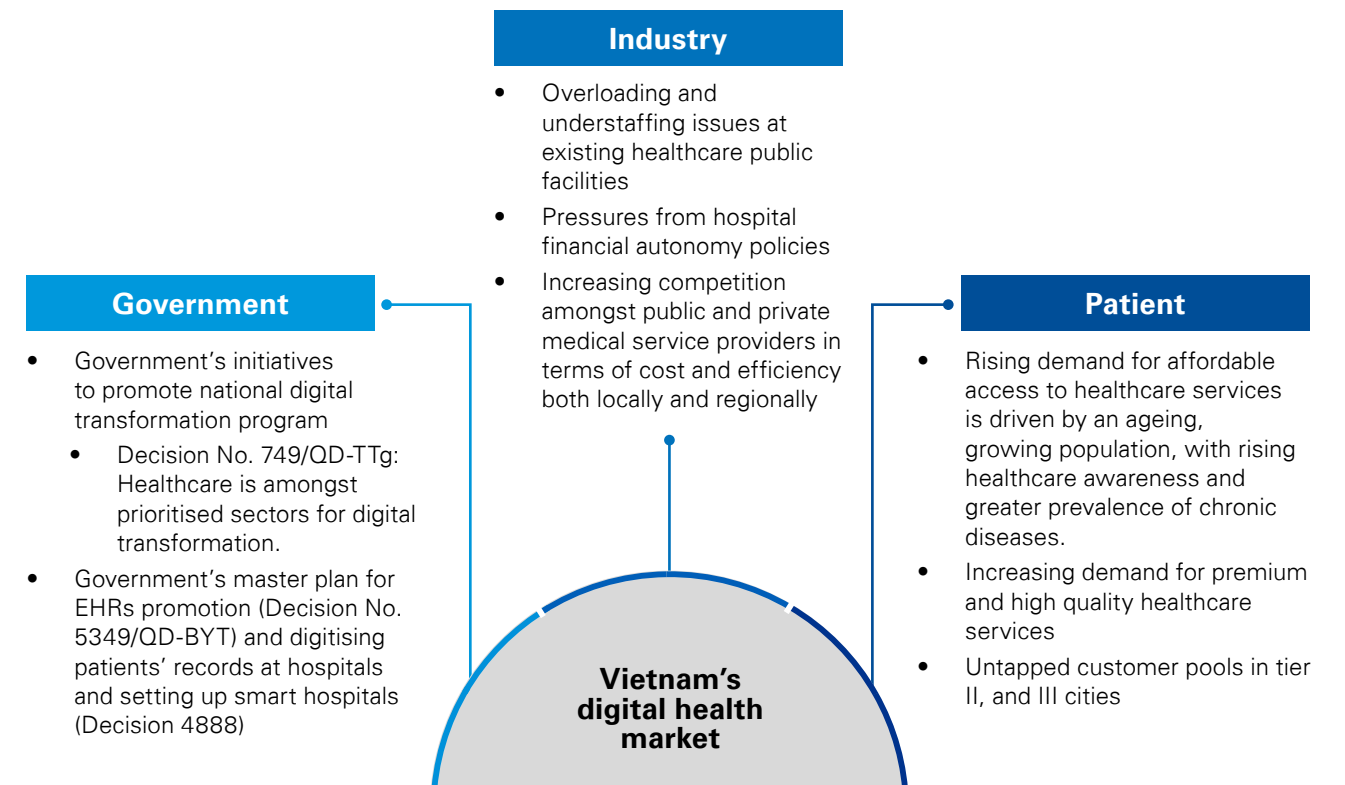 Industry
• Overloading and
understaffing issues at
existing healthcare public
facilities
• Pressures from hospital
financial autonomy policies
• Increasing competition
amongst public and private
medical service providers in
terms of cost and efficiency
both locally and regionally
Government
• Government’s initiatives
to promote national digital
transformation program
• Decision No. 749/QD-TTg:
Healthcare is amongst
prioritised sectors for digital
transformation.
• Government’s master plan for
EHRs promotion (Decision No.
5349/QD-BYT) and digitising
patients’ records at hospitals
and setting up smart hospitals
(Decision 4888)
Patient
• Rising demand for affordable
access to healthcare services
is driven by an ageing,
growing population, with rising
healthcare awareness and
greater prevalence of chronic
diseases.
• Increasing demand for premium
and high quality healthcare
services
• Untapped customer pools in tier
II, and III cities
Vietnam’s
digital health
market